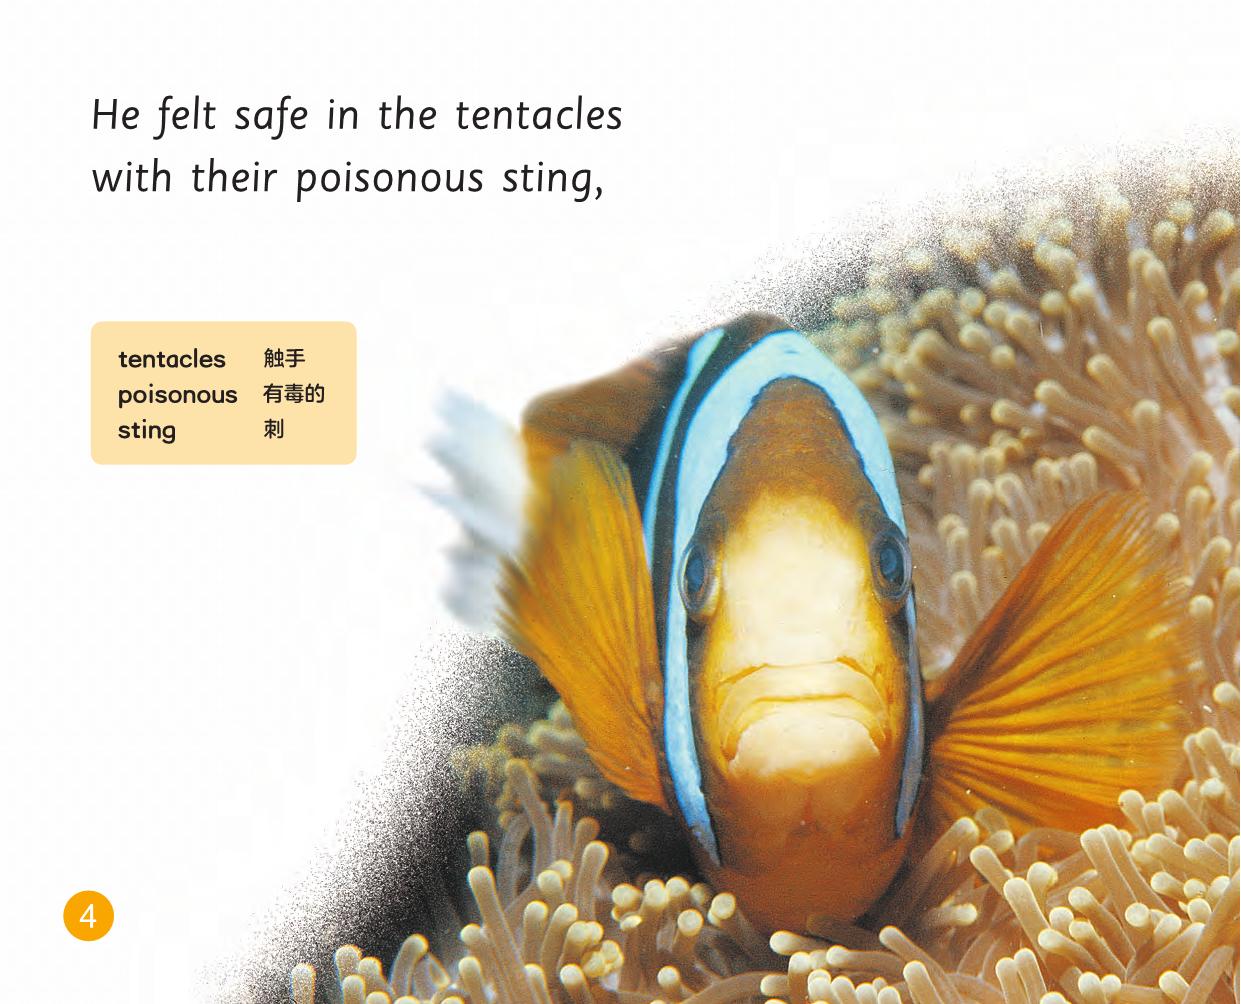 He felt safe in the tentacles
with their poisonous sting,
tentacles 触手
poisonous 有毒的
sting 刺
4